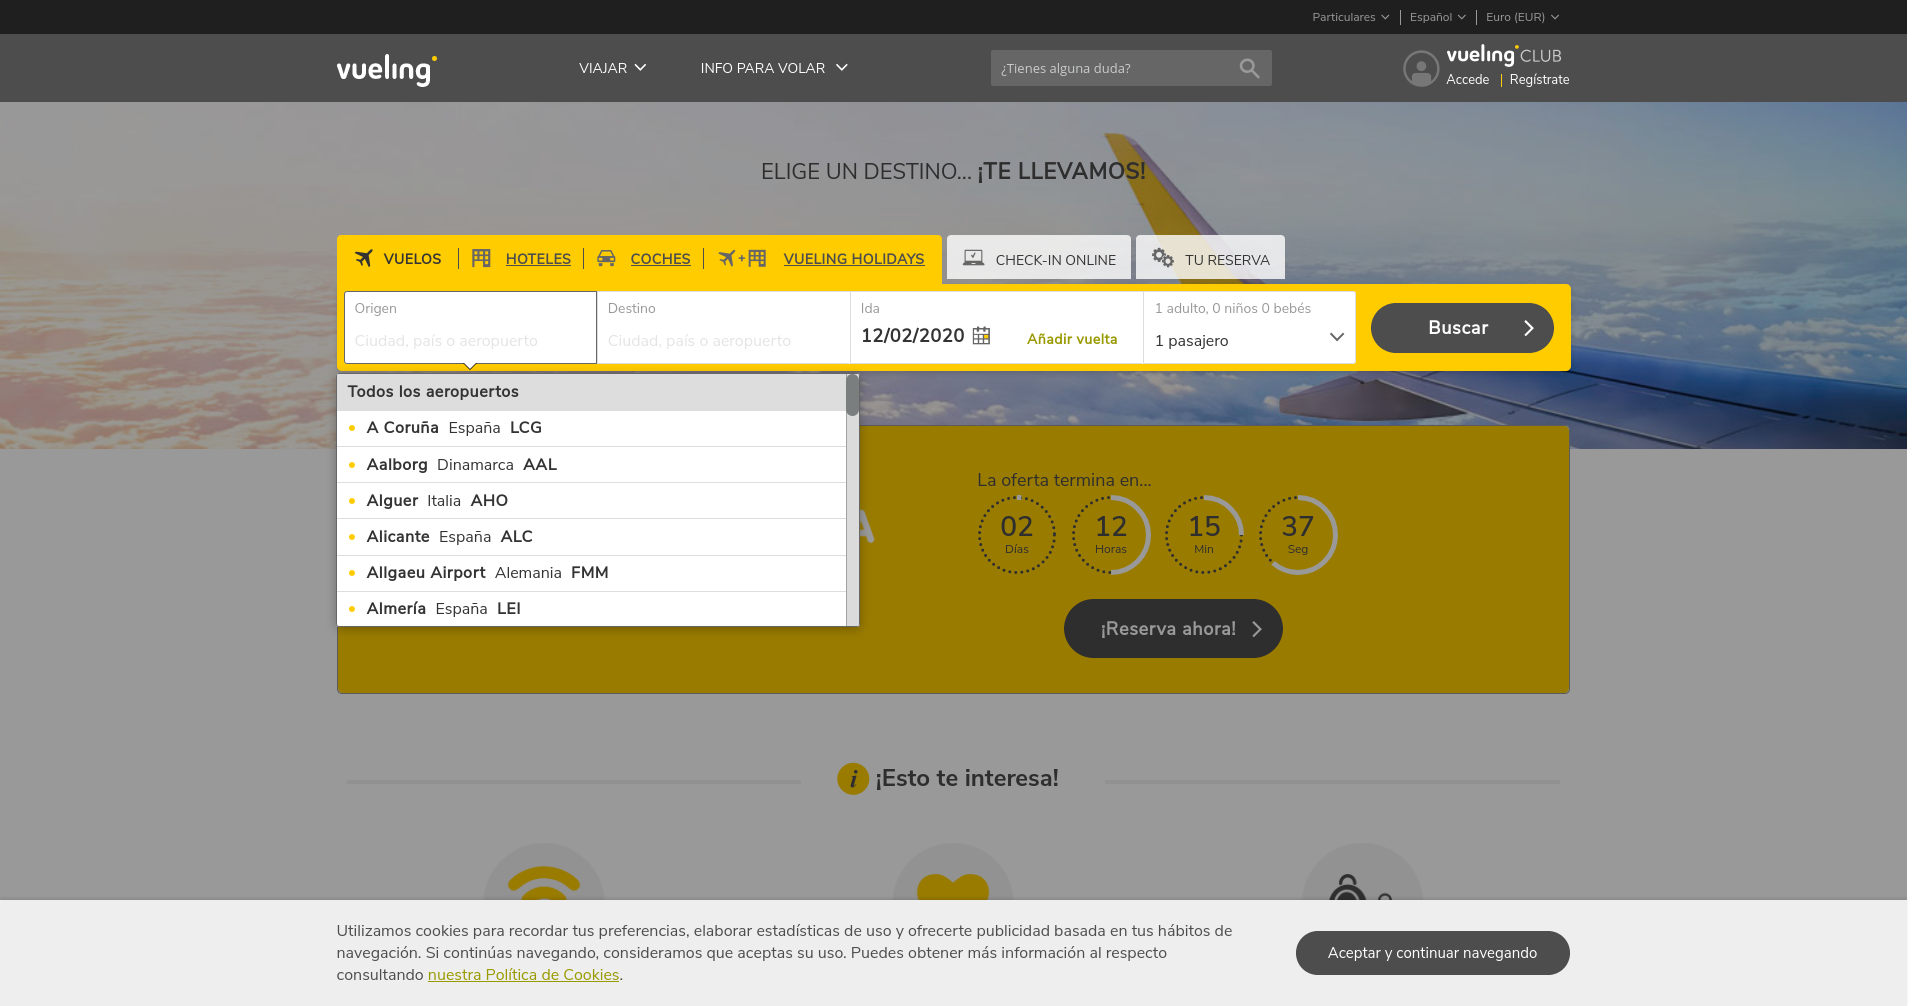 Particulares
Español
Euro (EUR)
vueling
VIAJAR
INFO PARA VOLAR
¿Tienes alguna duda?
vueling CLUB
Accede | Regístrate
ELIGE UN DESTINO... ¡TE LLEVAMOS!
VUELOS
HOTELES
COCHES
+
VUELING HOLIDAYS
CHECK-IN ONLINE
TU RESERVA
Origen
Ciudad, país o aeropuerto
Destino
Ciudad, país o aeropuerto
Ida
12/02/2020
Añadir vuelta
1 adulto, 0 niños 0 bebés
1 pasajero
Buscar
Todos los aeropuertos
A Coruña España LCG
Aalborg Dinamarca AAL
Alguer Italia AHO
Alicante España ALC
Allgaeu Airport Alemania FMM
Almería España LEI
A
La oferta termina en...
02 12 15 37
Días Horas Min Seg
¡Reserva ahora!
i ¡Esto te interesa!
Utilizamos cookies para recordar tus preferencias, elaborar estadísticas de uso y ofrecerte publicidad basada en tus hábitos de
navegación. Si continúas navegando, consideramos que aceptas su uso. Puedes obtener más información al respecto
consultando nuestra Política de Cookies.
Aceptar y continuar navegando